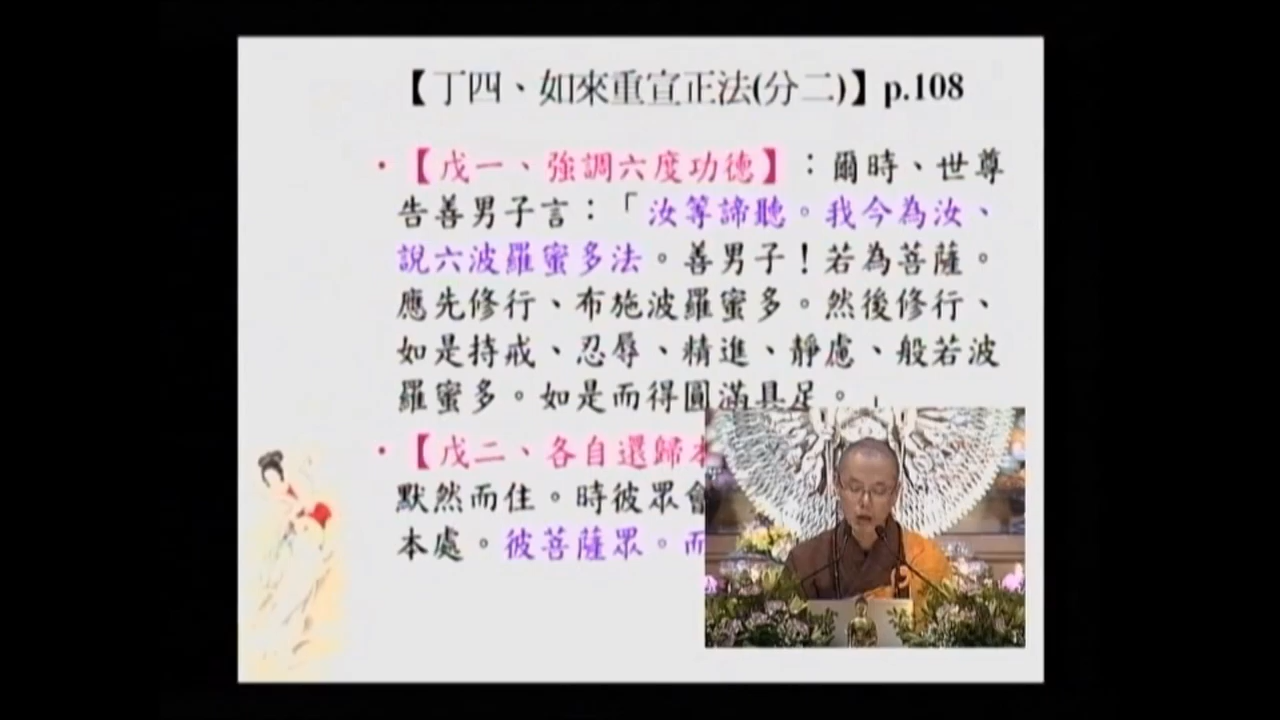 【丁四、如來重宣正法(分二)】p.108
•【戊一、強調六度功德】：爾時、世尊
告善男子言：「汝等諦聽。我今為汝、
說六波羅蜜多法。善男子！若為菩薩。
應先修行、布施波羅蜜多。然後修行、
如是持戒、忍辱、精進、靜慮、般若波
羅蜜多。如是而得圓滿具足。」
•【戊二、各自還歸本
默然而住。時彼眾會
本處。彼菩薩眾。而